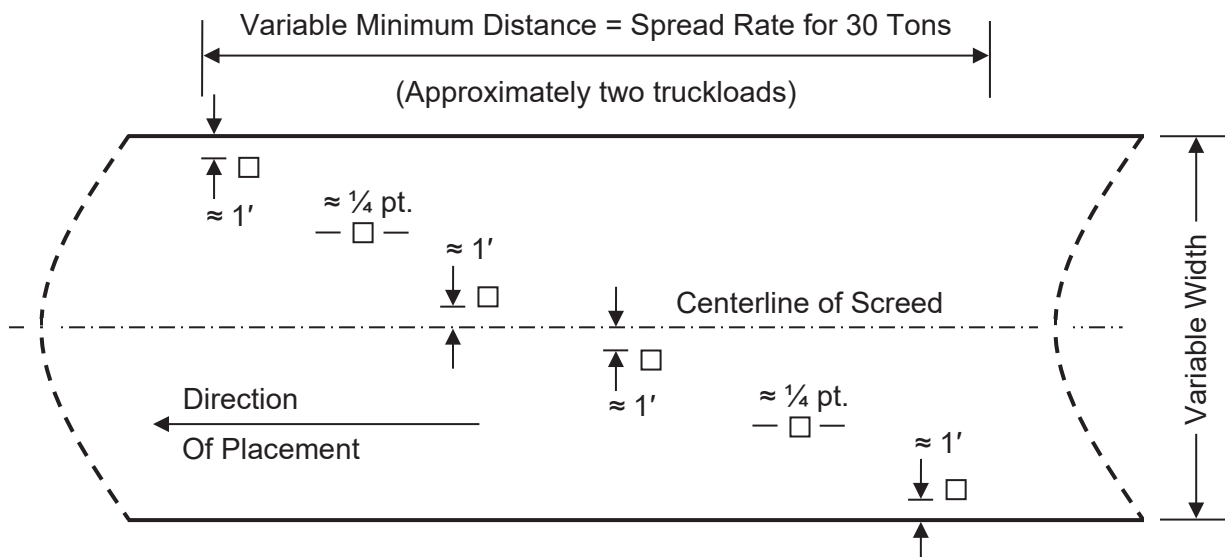 Variable Minimum Distance = Spread Rate for 30 Tons
(Approximately two truckloads)
≈ 1′
≈ ¼ pt.
≈ 1′
Centerline of Screed
≈ 1′
≈ ¼ pt.
Direction
Of Placement
≈ 1′
Variable Width